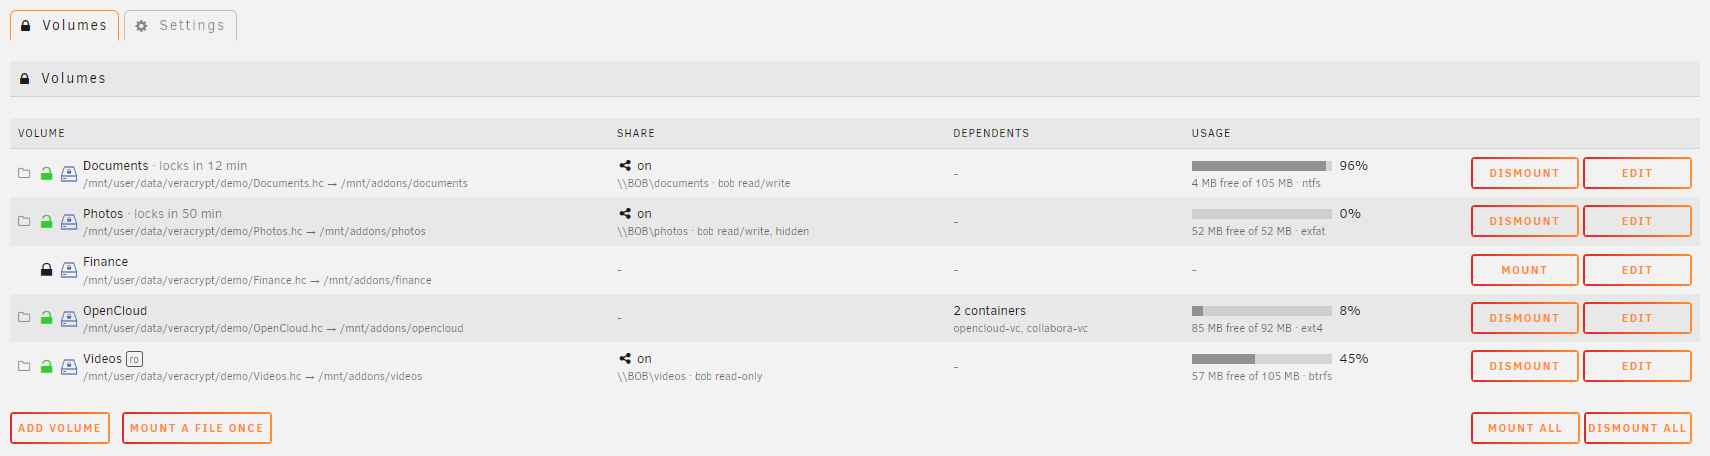 Volumes Settings
Volumes
VOLUME SHARE DEPENDENTS USAGE
Documents · locks in 12 min on - 96% DISMOUNT EDIT
/mnt/user/data/veracrypt/demo/Documents.hc → /mnt/addons/documents \\BOB\documents · bob read/write 4 MB free of 105 MB · ntfs
Photos · locks in 50 min on - 0% DISMOUNT EDIT
/mnt/user/data/veracrypt/demo/Photos.hc → /mnt/addons/photos \\BOB\photos · bob read/write, hidden 52 MB free of 52 MB · exfat
Finance - - - MOUNT EDIT
/mnt/user/data/veracrypt/demo/Finance.hc → /mnt/addons/finance
OpenCloud - 2 containers 8% DISMOUNT EDIT
/mnt/user/data/veracrypt/demo/OpenCloud.hc → /mnt/addons/opencloud opencloud-vc, collabora-vc 85 MB free of 92 MB · ext4
Videos ro on - 45% DISMOUNT EDIT
/mnt/user/data/veracrypt/demo/Videos.hc → /mnt/addons/videos \\BOB\videos · bob read-only 57 MB free of 105 MB · btrfs
ADD VOLUME MOUNT A FILE ONCE MOUNT ALL DISMOUNT ALL